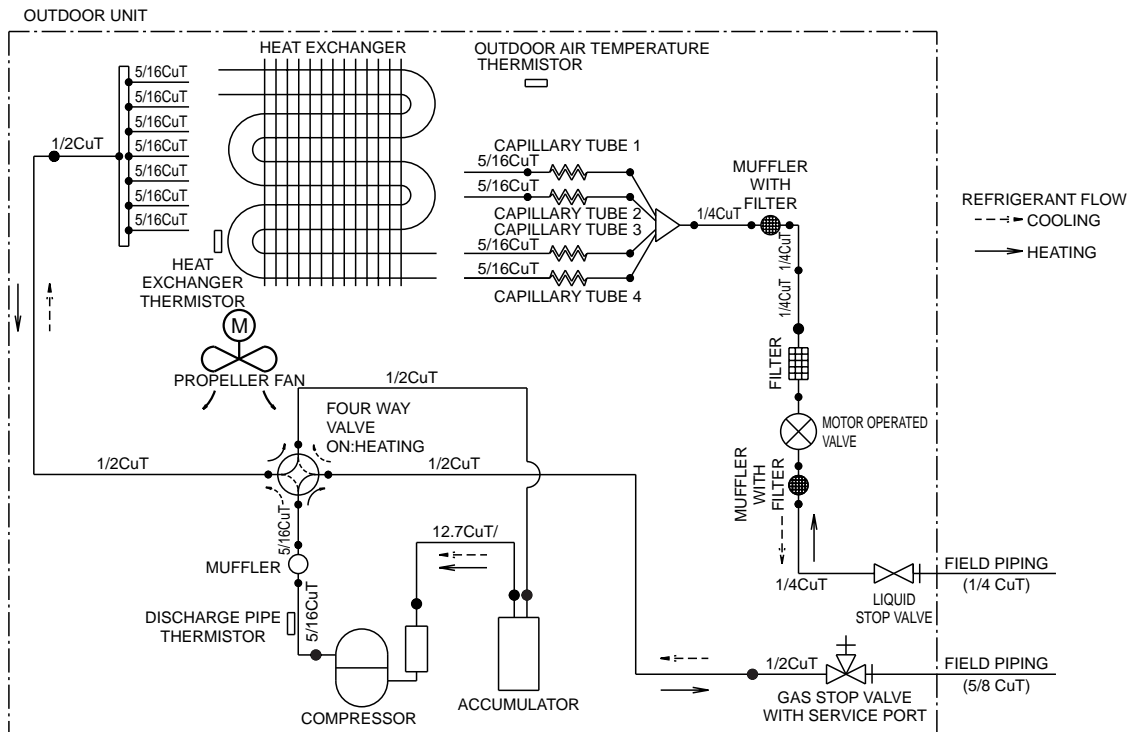 OUTDOOR UNIT
HEAT EXCHANGER
OUTDOOR AIR TEMPERATURE
THERMISTOR
5/16CuT
5/16CuT
5/16CuT
5/16CuT
5/16CuT
5/16CuT
5/16CuT
1/2CuT
HEAT
EXCHANGER
THERMISTOR
M
PROPELLER FAN
CAPILLARY TUBE 1
5/16CuT
5/16CuT
CAPILLARY TUBE 2
CAPILLARY TUBE 3
5/16CuT
5/16CuT
CAPILLARY TUBE 4
1/4CuT
MUFFLER
WITH
FILTER
1/4CuT
1/4CuT
REFRIGERANT FLOW
COOLING
HEATING
FILTER
MOTOR OPERATED
VALVE
MUFFLER
WITH
FILTER
1/2CuT
FOUR WAY
VALVE
ON:HEATING
1/2CuT
1/2CuT
5/16CuT
MUFFLER
12.7CuT/
DISCHARGE PIPE
THERMISTOR
5/16CuT
COMPRESSOR
ACCUMULATOR
1/4CuT
LIQUID
STOP VALVE
FIELD PIPING
(1/4 CuT)
1/2CuT
GAS STOP VALVE
WITH SERVICE PORT
FIELD PIPING
(5/8 CuT)